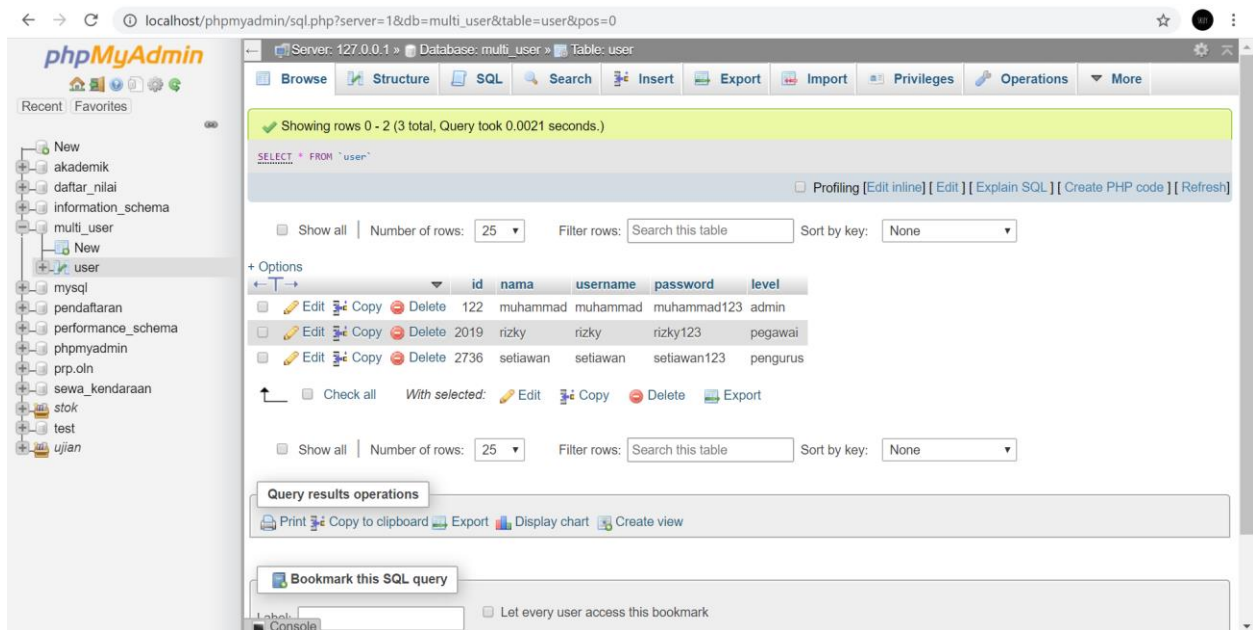 localhost/phpmyadmin/sql.php?server=1&db=multi_user&table=user&pos=0
phpMyAdmin
Recent Favorites
New
akademik
daftar_nilai
information_schema
multi_user
New
user
mysql
pendaftaran
performance_schema
phpmyadmin
prp.oln
sewa_kendaraan
stok
test
ujian
Server: 127.0.0.1 » Database: multi_user » Table: user
Browse Structure SQL Search Insert Export Import Privileges Operations More
Showing rows 0 - 2 (3 total, Query took 0.0021 seconds.)
SELECT * FROM `user`
Profiling [Edit inline] [ Edit ] [ Explain SQL ] [ Create PHP code ] [ Refresh]
Show all Number of rows: 25 Filter rows: Search this table Sort by key: None
+ Options
id nama username password level
Edit Copy Delete 122 muhammad muhammad muhammad123 admin
Edit Copy Delete 2019 rizky rizky rizky123 pegawai
Edit Copy Delete 2736 setiawan setiawan setiawan123 pengurus
Check all With selected: Edit Copy Delete Export
Show all Number of rows: 25 Filter rows: Search this table Sort by key: None
Query results operations
Print Copy to clipboard Export Display chart Create view
Bookmark this SQL query
Label: Let every user access this bookmark
Console